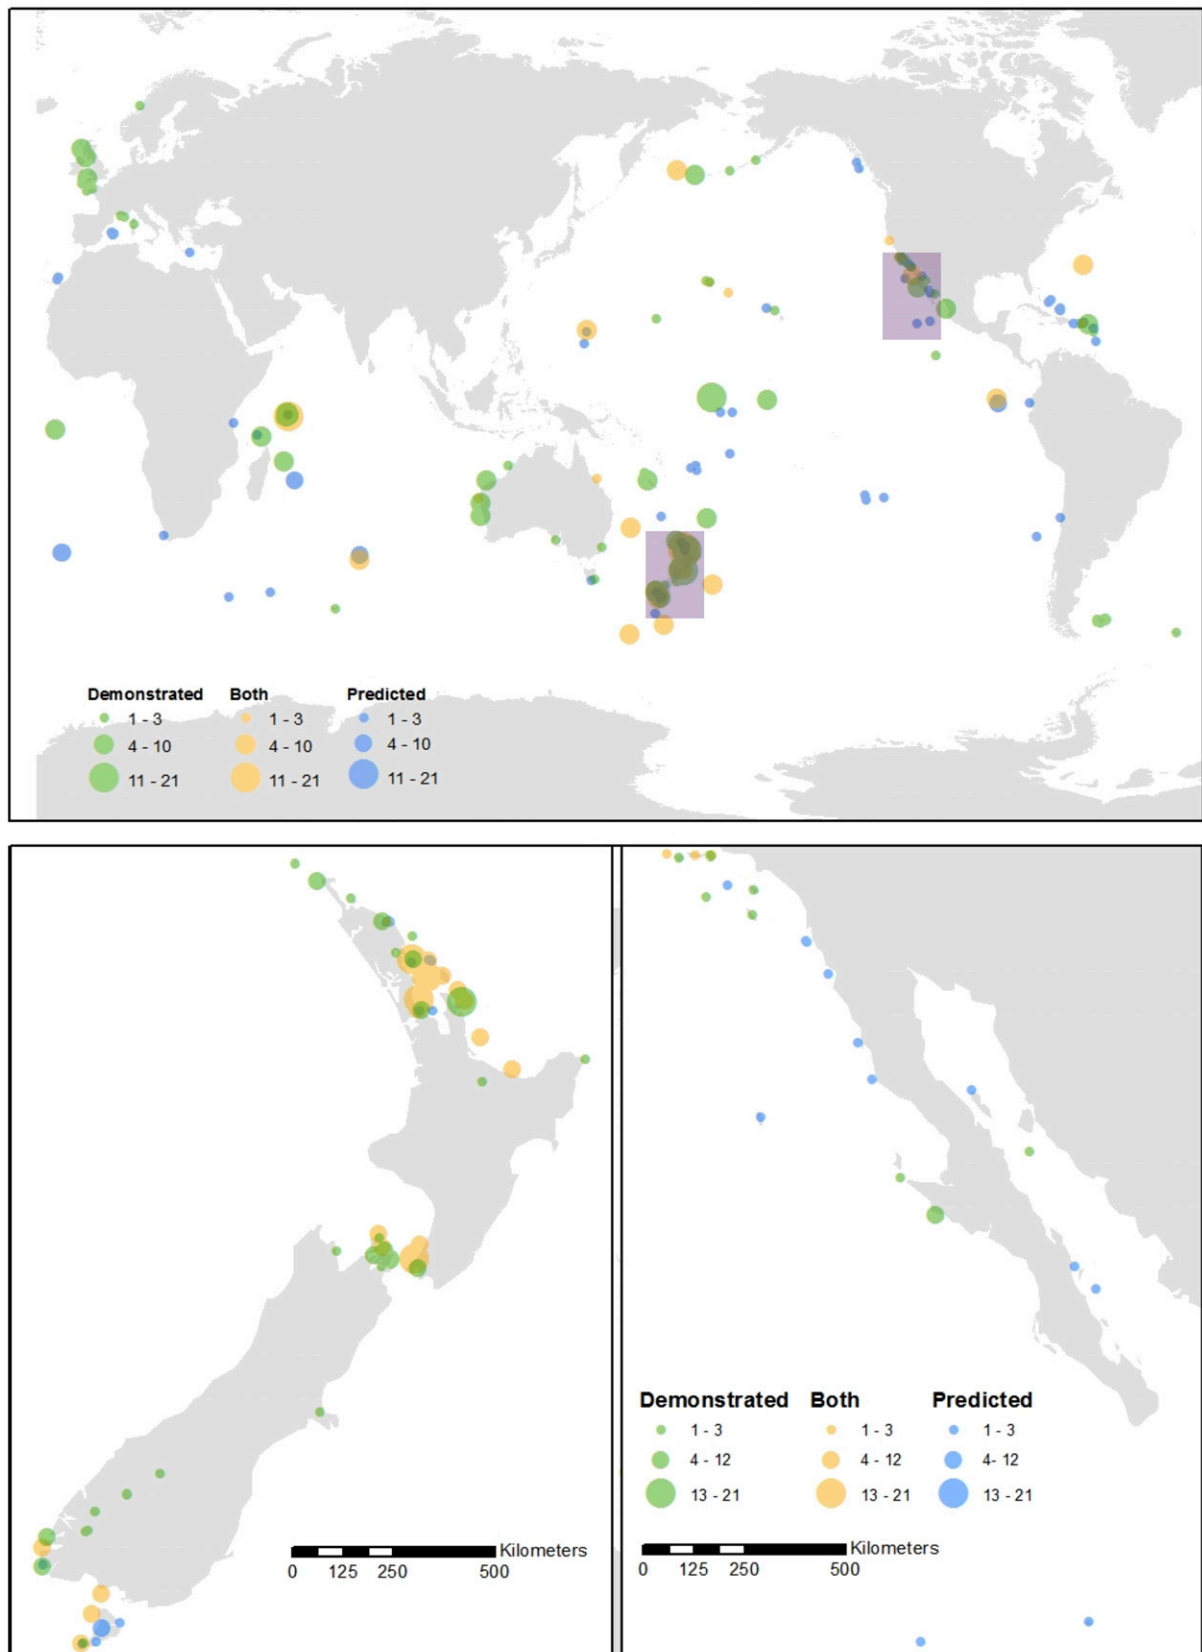 Demonstrated Both Predicted
1 - 3 1 - 3 1 - 3
4 - 10 4 - 10 4 - 10
11 - 21 11 - 21 11 - 21
Kilometers
0 125 250 500
Demonstrated Both Predicted
1 - 3 1 - 3 1 - 3
4 - 12 4 - 12 4- 12
13 - 21 13 - 21 13 - 21
Kilometers
0 125 250 500